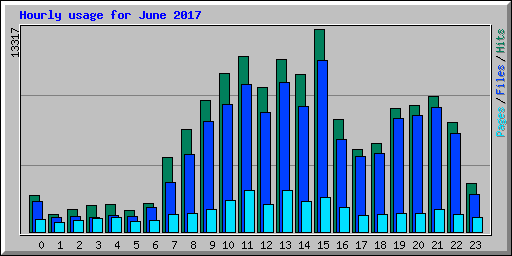 Hourly usage for June 2017
13317
Pages/Files/Hits
0 1 2 3 4 5 6 7 8 9 10 11 12 13 14 15 16 17 18 19 20 21 22 23